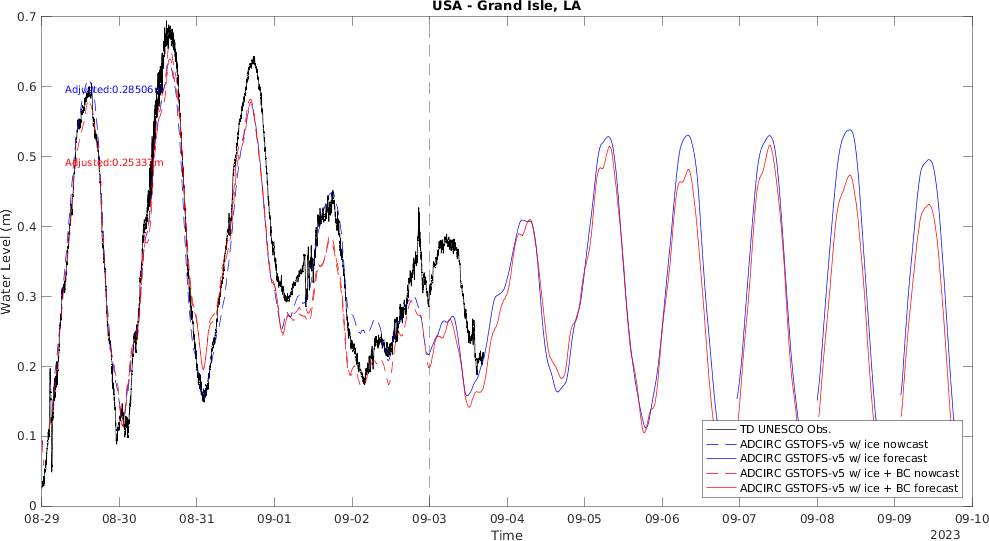 USA - Grand Isle, LA
0.7
0.6
0.5
0.4
0.3
0.2
0.1
0
Water Level (m)
Adjusted:0.28506
Adjusted:0.25337m
TD UNESCO Obs.
ADCIRC GSTOFS-v5 w/ ice nowcast
ADCIRC GSTOFS-v5 w/ ice forecast
ADCIRC GSTOFS-v5 w/ ice + BC nowcast
ADCIRC GSTOFS-v5 w/ ice + BC forecast
08-29 08-30 08-31 09-01 09-02 09-03 09-04 09-05 09-06 09-07 09-08 09-09 09-10
Time
2023